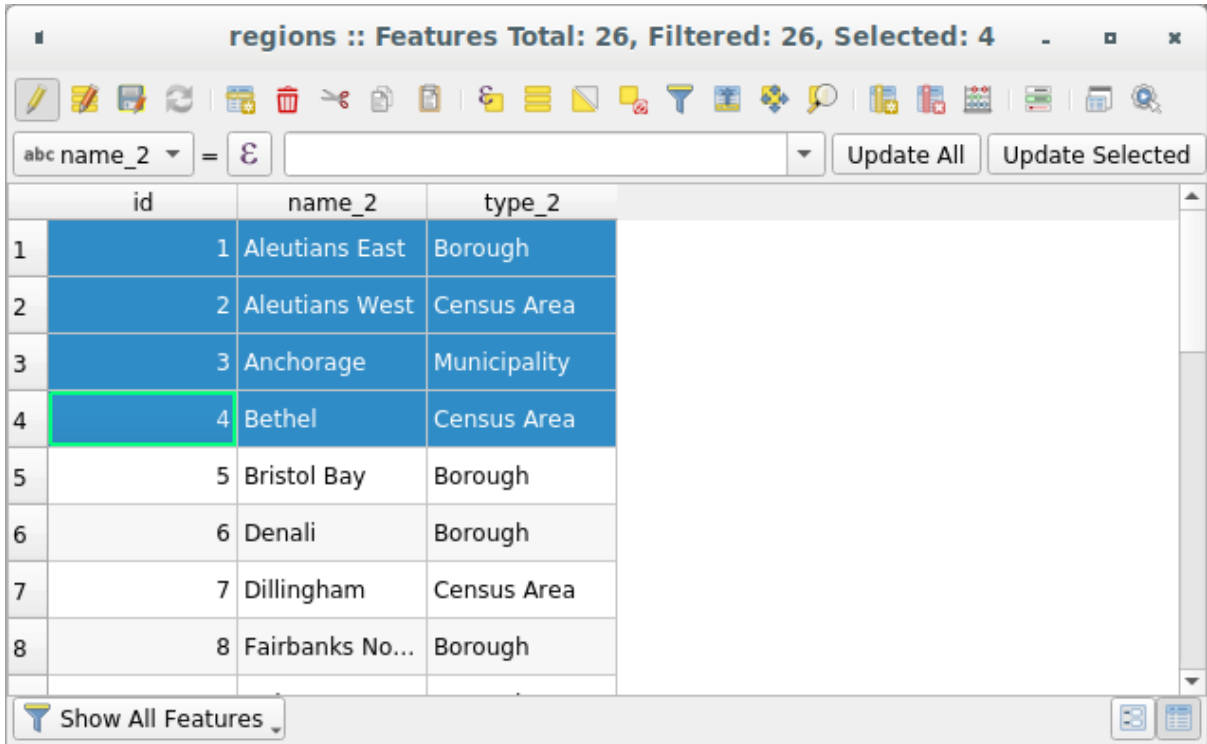 regions :: Features Total: 26, Filtered: 26, Selected: 4
abc name_2 = ε Update All Update Selected
id name_2 type_2
1 1 Aleutians East Borough
2 2 Aleutians West Census Area
3 3 Anchorage Municipality
4 4 Bethel Census Area
5 5 Bristol Bay Borough
6 6 Denali Borough
7 7 Dillingham Census Area
8 8 Fairbanks No... Borough
Show All Features